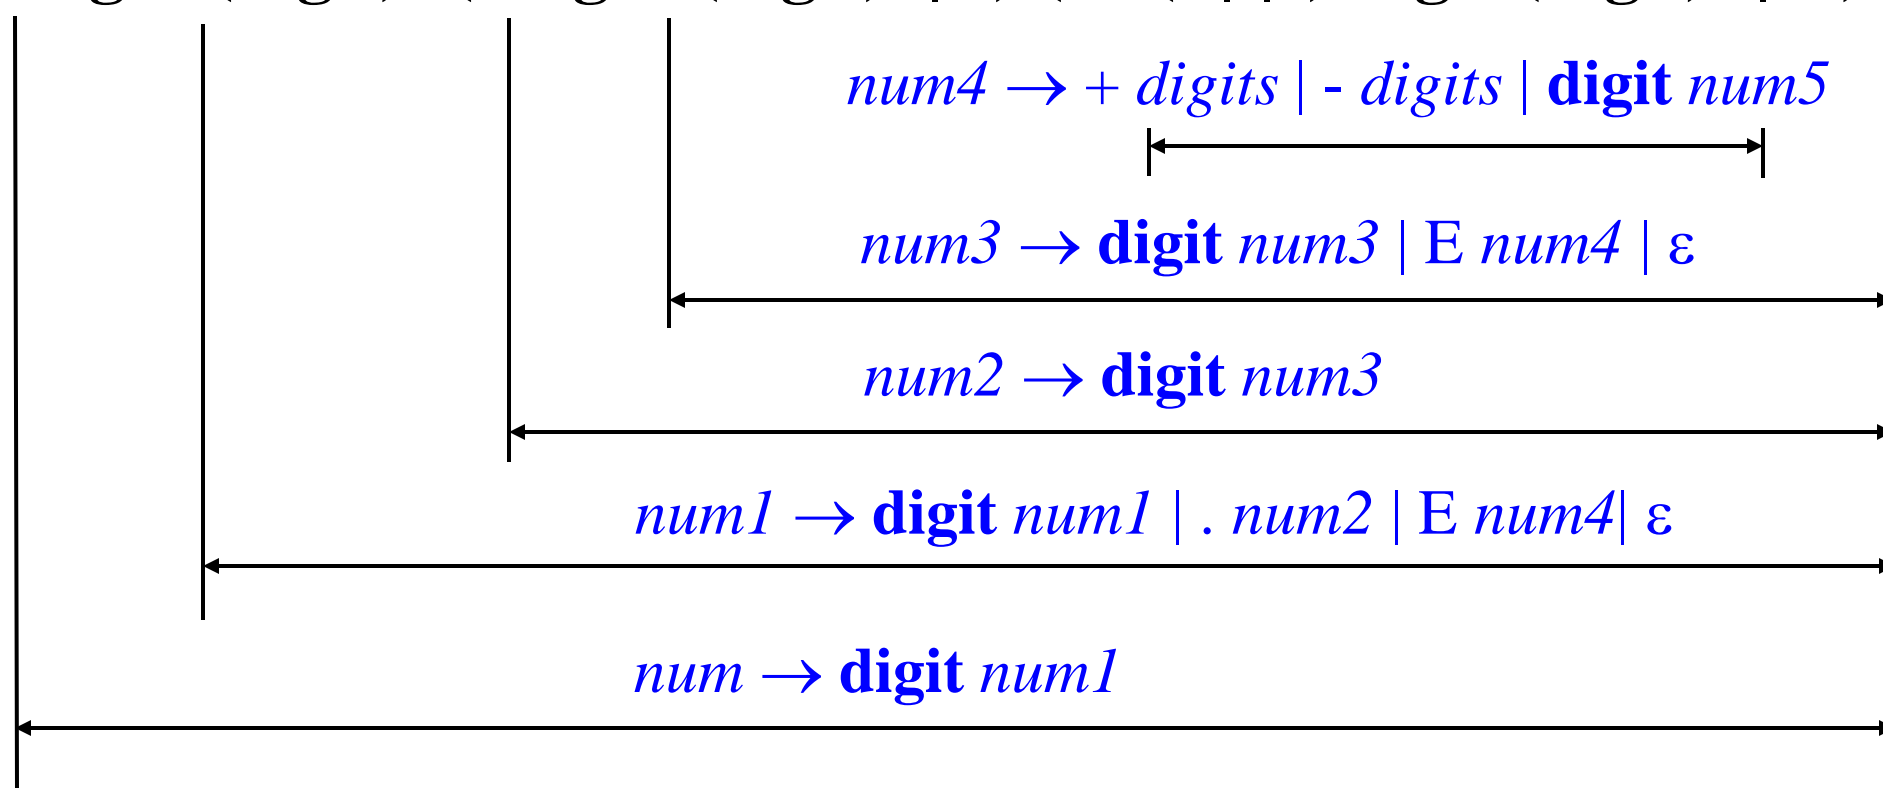 num4 → + digits | - digits | digit num5
num3 → digit num3 | E num4 | ε
num2 → digit num3
num1 → digit num1 | . num2 | E num4| ε
num → digit num1